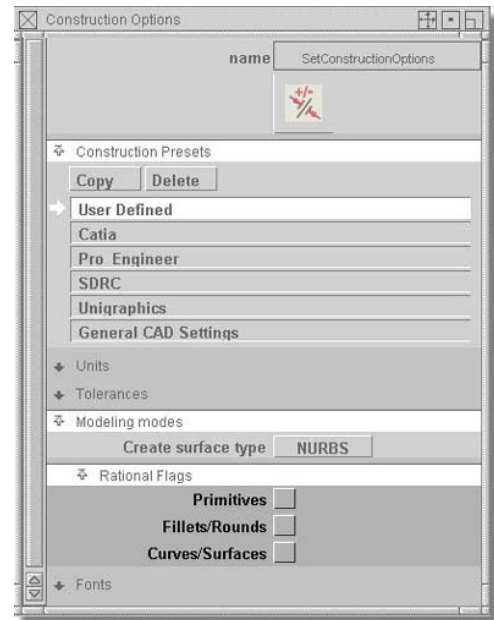 Construction Options
name SetConstructionOptions
+/-
Construction Presets
Copy Delete
User Defined
Catia
Pro Engineer
SDRC
Unigraphics
General CAD Settings
Units
Tolerances
Modeling modes
Create surface type NURBS
Rational Flags
Primitives
Fillets/Rounds
Curves/Surfaces
Fonts